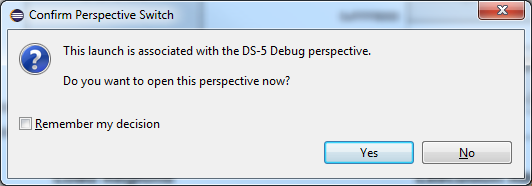 Confirm Perspective Switch
This launch is associated with the DS-5 Debug perspective.
Do you want to open this perspective now?
Remember my decision
Yes
No